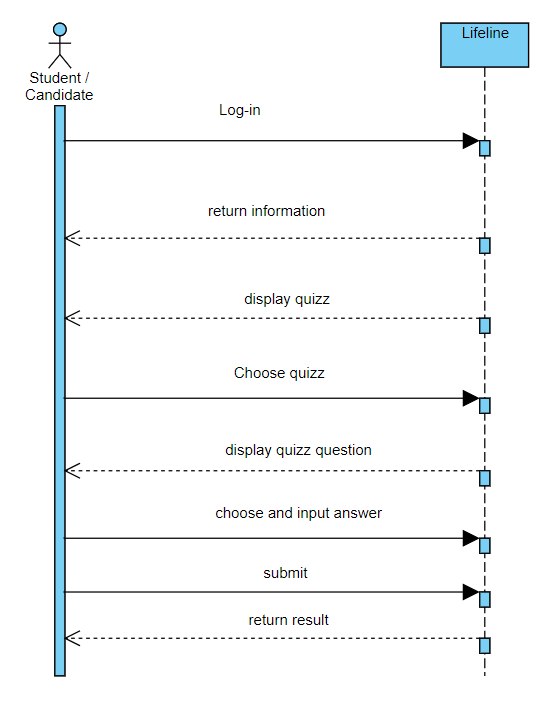 Lifeline
Student /
Candidate
Log-in
return information
display quizz
Choose quizz
display quizz question
choose and input answer
submit
return result